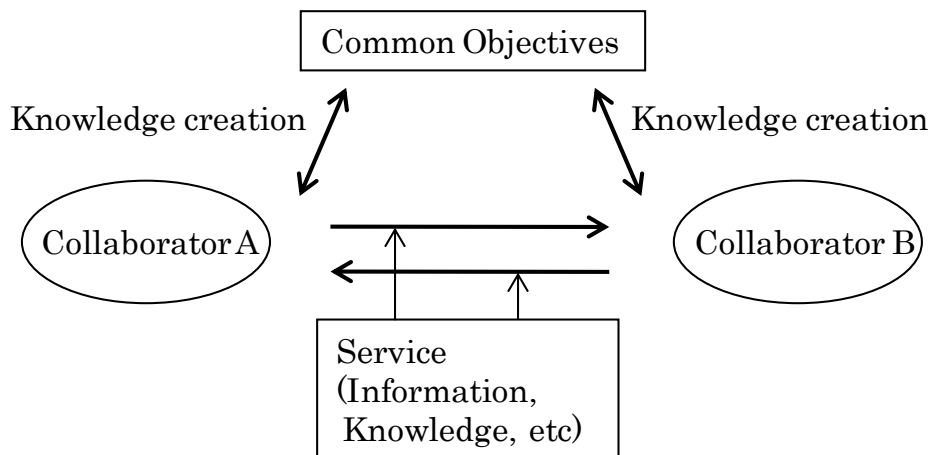 Common Objectives
Knowledge creation
Knowledge creation
Collaborator A
Collaborator B
Service
(Information,
Knowledge, etc)